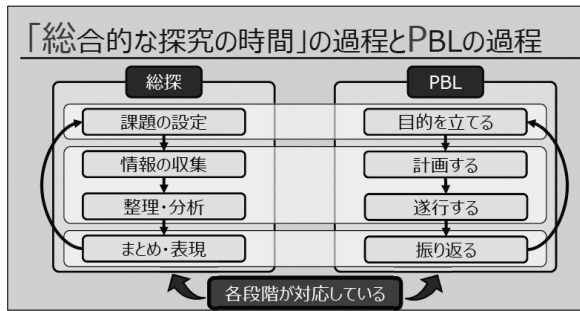 「総合的な探究の時間」の過程とPBLの過程
総探
PBL
課題の設定
目的を立てる
情報の収集
計画する
整理・分析
遂行する
まとめ・表現
振り返る
各段階が対応している